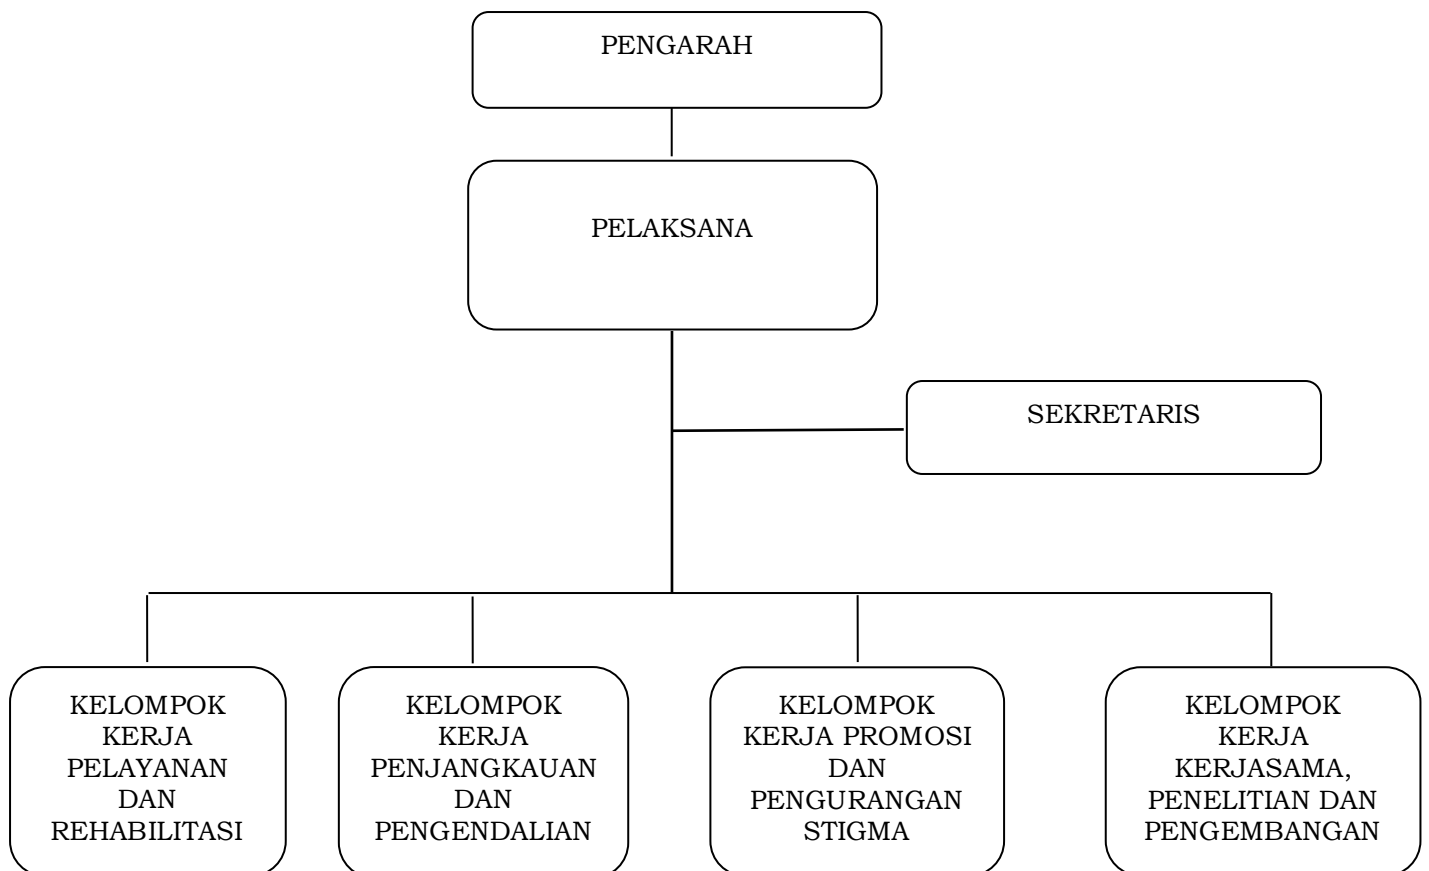 PENGARAH
PELAKSANA
SEKRETARIS
KELOMPOK
KERJA
PELAYANAN
DAN
REHABILITASI
KELOMPOK
KERJA
PENJANGKAUAN
DAN
PENGENDALIAN
KELOMPOK
KERJA PROMOSI
DAN
PENGURANGAN
STIGMA
KELOMPOK
KERJA
KERJASAMA,
PENELITIAN DAN
PENGEMBANGAN